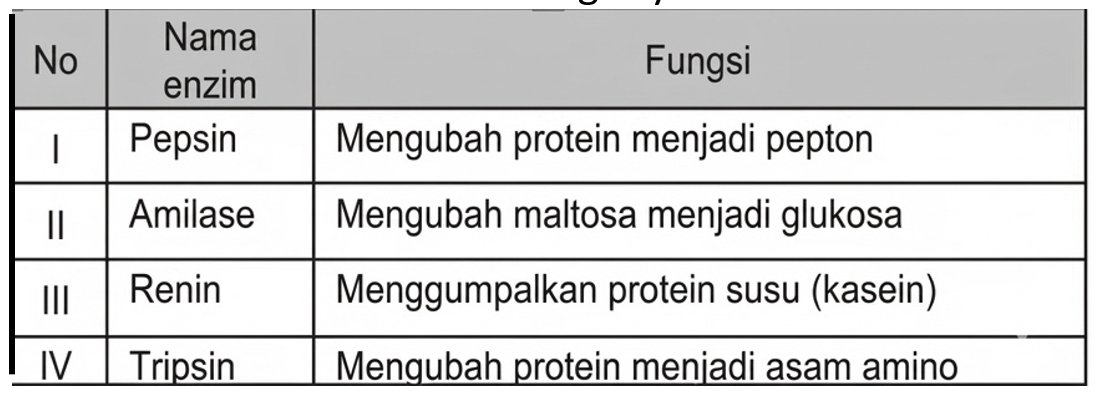 No Nama enzim Fungsi
I Pepsin Mengubah protein menjadi pepton
II Amilase Mengubah maltosa menjadi glukosa
III Renin Menggumpalkan protein susu (kasein)
IV Tripsin Mengubah protein menjadi asam amino